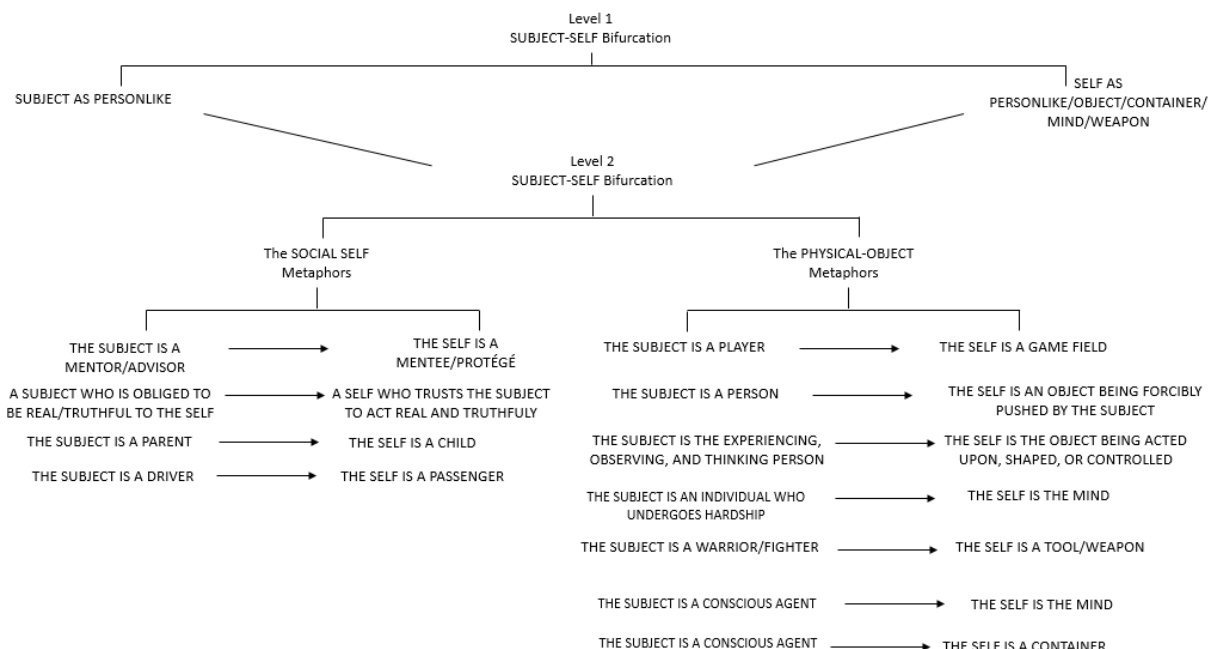 Level 1
SUBJECT-SELF Bifurcation
SUBJECT AS PERSONLIKE
SELF AS
PERSONLIKE/OBJECT/CONTAINER/
MIND/WEAPON
Level 2
SUBJECT-SELF Bifurcation
The SOCIAL SELF
Metaphors
The PHYSICAL-OBJECT
Metaphors
THE SUBJECT IS A
MENTOR/ADVISOR
THE SELF IS A
MENTEE/PROTÉGÉ
A SUBJECT WHO IS OBLIGED TO
BE REAL/TRUTHFUL TO THE SELF
A SELF WHO TRUSTS THE SUBJECT
TO ACT REAL AND TRUTHFULY
THE SUBJECT IS A PARENT
THE SELF IS A CHILD
THE SUBJECT IS A DRIVER
THE SELF IS A PASSENGER
THE SUBJECT IS A PLAYER
THE SELF IS A GAME FIELD
THE SUBJECT IS A PERSON
THE SELF IS AN OBJECT BEING FORCIBLY
PUSHED BY THE SUBJECT
THE SUBJECT IS THE EXPERIENCING,
OBSERVING, AND THINKING PERSON
THE SELF IS THE OBJECT BEING ACTED
UPON, SHAPED, OR CONTROLLED
THE SUBJECT IS AN INDIVIDUAL WHO
UNDERGOES HARDSHIP
THE SELF IS THE MIND
THE SUBJECT IS A WARRIOR/FIGHTER
THE SELF IS A TOOL/WEAPON
THE SUBJECT IS A CONSCIOUS AGENT
THE SELF IS THE MIND
THE SUBJECT IS A CONSCIOUS AGENT
THE SELF IS A CONTAINER